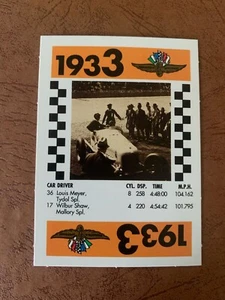 1933
CAR DRIVER CYL. DSP. TIME M.P.H.
36 Louis Meyer, 8 258 4:48:00 104.162
Tydol Spl.
17 Wilbur Shaw, 4 220 4:54:42 101.795
Mallory Spl.
1933